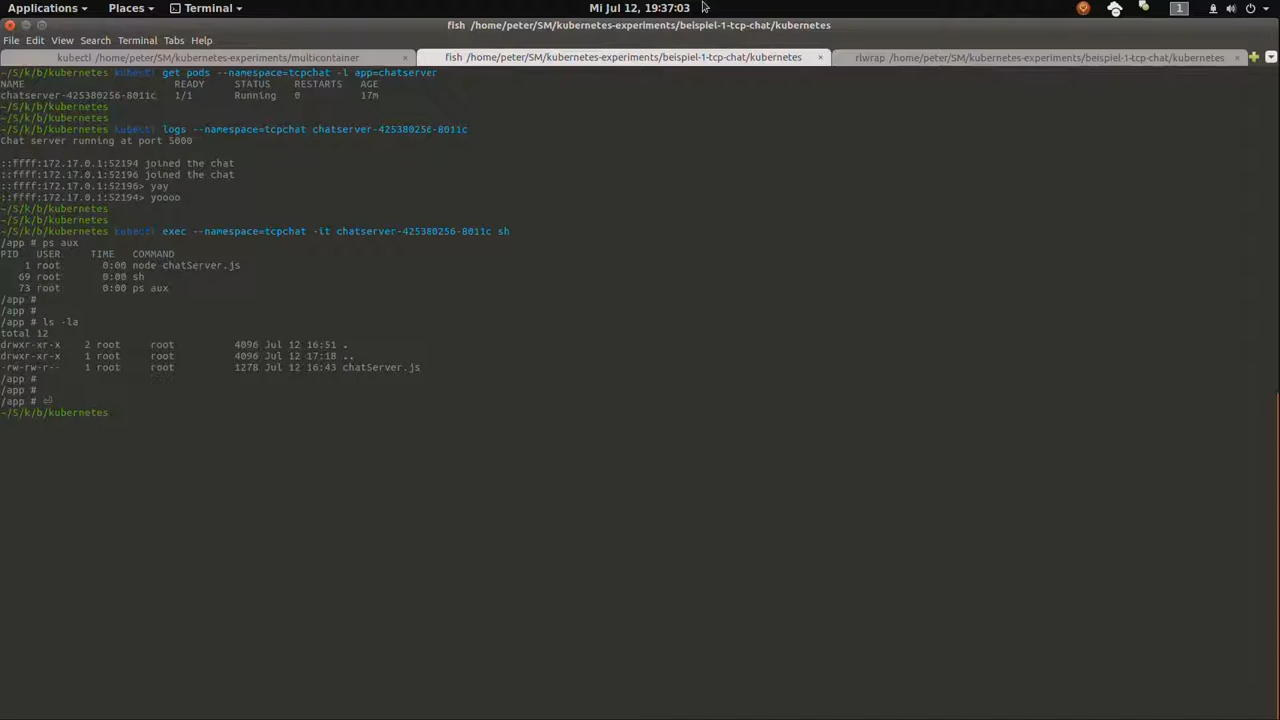 Applications Places Terminal Mi Jul 12, 19:37:03 1
fish /home/peter/SM/kubernetes-experiments/beispiel-1-tcp-chat/kubernetes
File Edit View Search Terminal Tabs Help
kubectl /home/peter/SM/kubernetes-experiments/multicontainer × fish /home/peter/SM/kubernetes-experiments/beispiel-1-tcp-chat/kubernetes × rlwrap /home/peter/SM/kubernetes-experiments/beispiel-1-tcp-chat/kubernetes ×
~/S/k/b/kubernetes kubectl get pods --namespace=tcpchat -l app=chatserver
NAME READY STATUS RESTARTS AGE
chatserver-425380256-8011c 1/1 Running 0 17m
~/S/k/b/kubernetes
~/S/k/b/kubernetes
~/S/k/b/kubernetes kubectl logs --namespace=tcpchat chatserver-425380256-8011c
Chat server running at port 5000
::ffff:172.17.0.1:52194 joined the chat
::ffff:172.17.0.1:52196 joined the chat
::ffff:172.17.0.1:52196> yay
::ffff:172.17.0.1:52194> yoooo
~/S/k/b/kubernetes
~/S/k/b/kubernetes
~/S/k/b/kubernetes kubectl exec --namespace=tcpchat -it chatserver-425380256-8011c sh
/app # ps aux
PID USER TIME COMMAND
1 root 0:00 node chatServer.js
69 root 0:00 sh
73 root 0:00 ps aux
/app #
/app #
/app # ls -la
total 12
drwxr-xr-x 2 root root 4096 Jul 12 16:51 .
drwxr-xr-x 1 root root 4096 Jul 12 17:18 ..
-rw-rw-r-- 1 root root 1278 Jul 12 16:43 chatServer.js
/app #
/app #
/app # ⏎
~/S/k/b/kubernetes